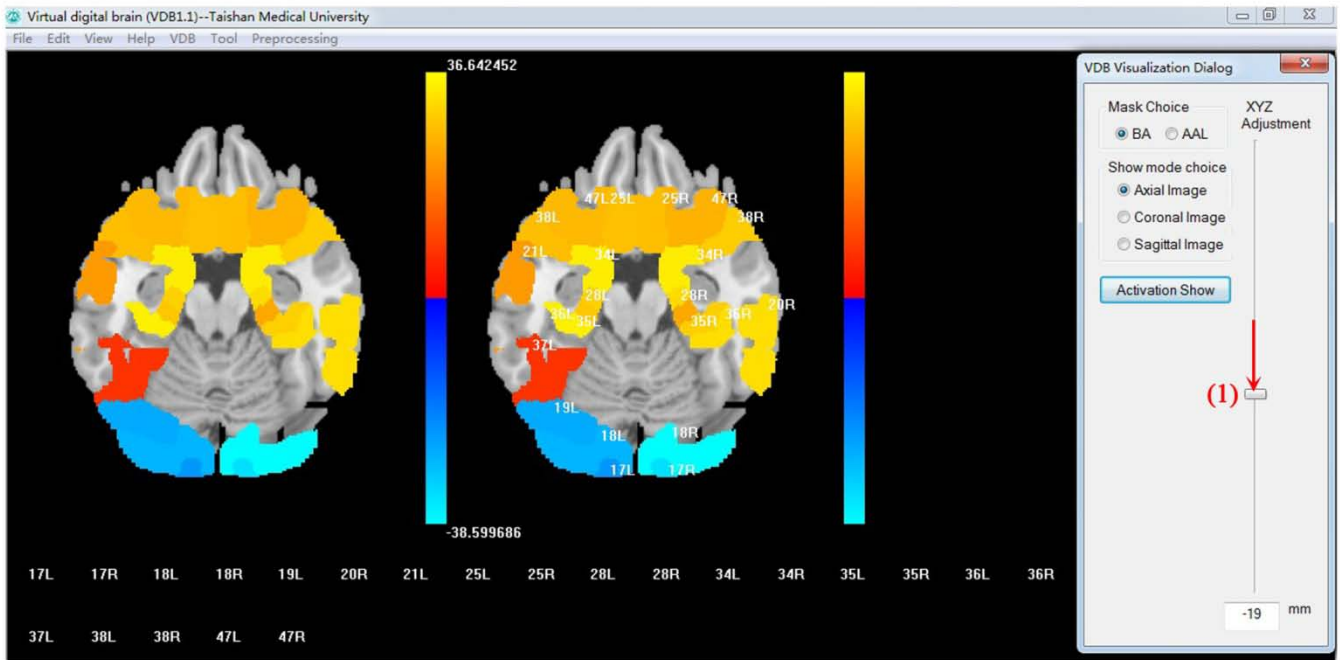 Virtual digital brain (VDB1.1)--Taishan Medical University
File Edit View Help VDB Tool Preprocessing
36.642452
-38.599686
47L 25L 25R 47R
38L 38R
21L 34L 34R
28L 28R 20R
36L 35L 35R 36R
37L
19L
18L 18R
17L 17R
17L 17R 18L 18R 19L 20R 21L 25L 25R 28L 28R 34L 34R 35L 35R 36L 36R
37L 38L 38R 47L 47R
VDB Visualization Dialog
Mask Choice
BA AAL
Show mode choice
Axial Image
Coronal Image
Sagittal Image
Activation Show
XYZ
Adjustment
(1)
-19 mm